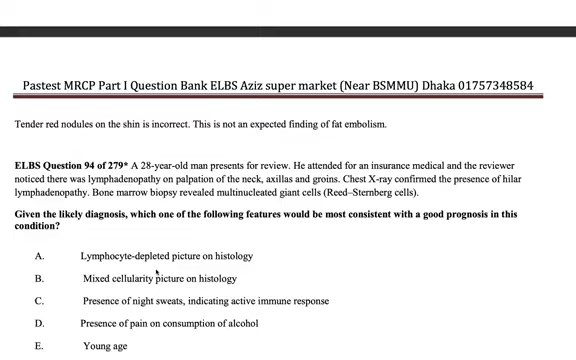 Pastest MRCP Part I Question Bank ELBS Aziz super market (Near BSMMU) Dhaka 01757348584
Tender red nodules on the shin is incorrect. This is not an expected finding of fat embolism.
ELBS Question 94 of 279* A 28-year-old man presents for review. He attended for an insurance medical and the reviewer
noticed there was lymphadenopathy on palpation of the neck, axillas and groins. Chest X-ray confirmed the presence of hilar
lymphadenopathy. Bone marrow biopsy revealed multinucleated giant cells (Reed–Sternberg cells).
Given the likely diagnosis, which one of the following features would be most consistent with a good prognosis in this
condition?
A. Lymphocyte-depleted picture on histology
B. Mixed cellularity picture on histology
C. Presence of night sweats, indicating active immune response
D. Presence of pain on consumption of alcohol
E. Young age